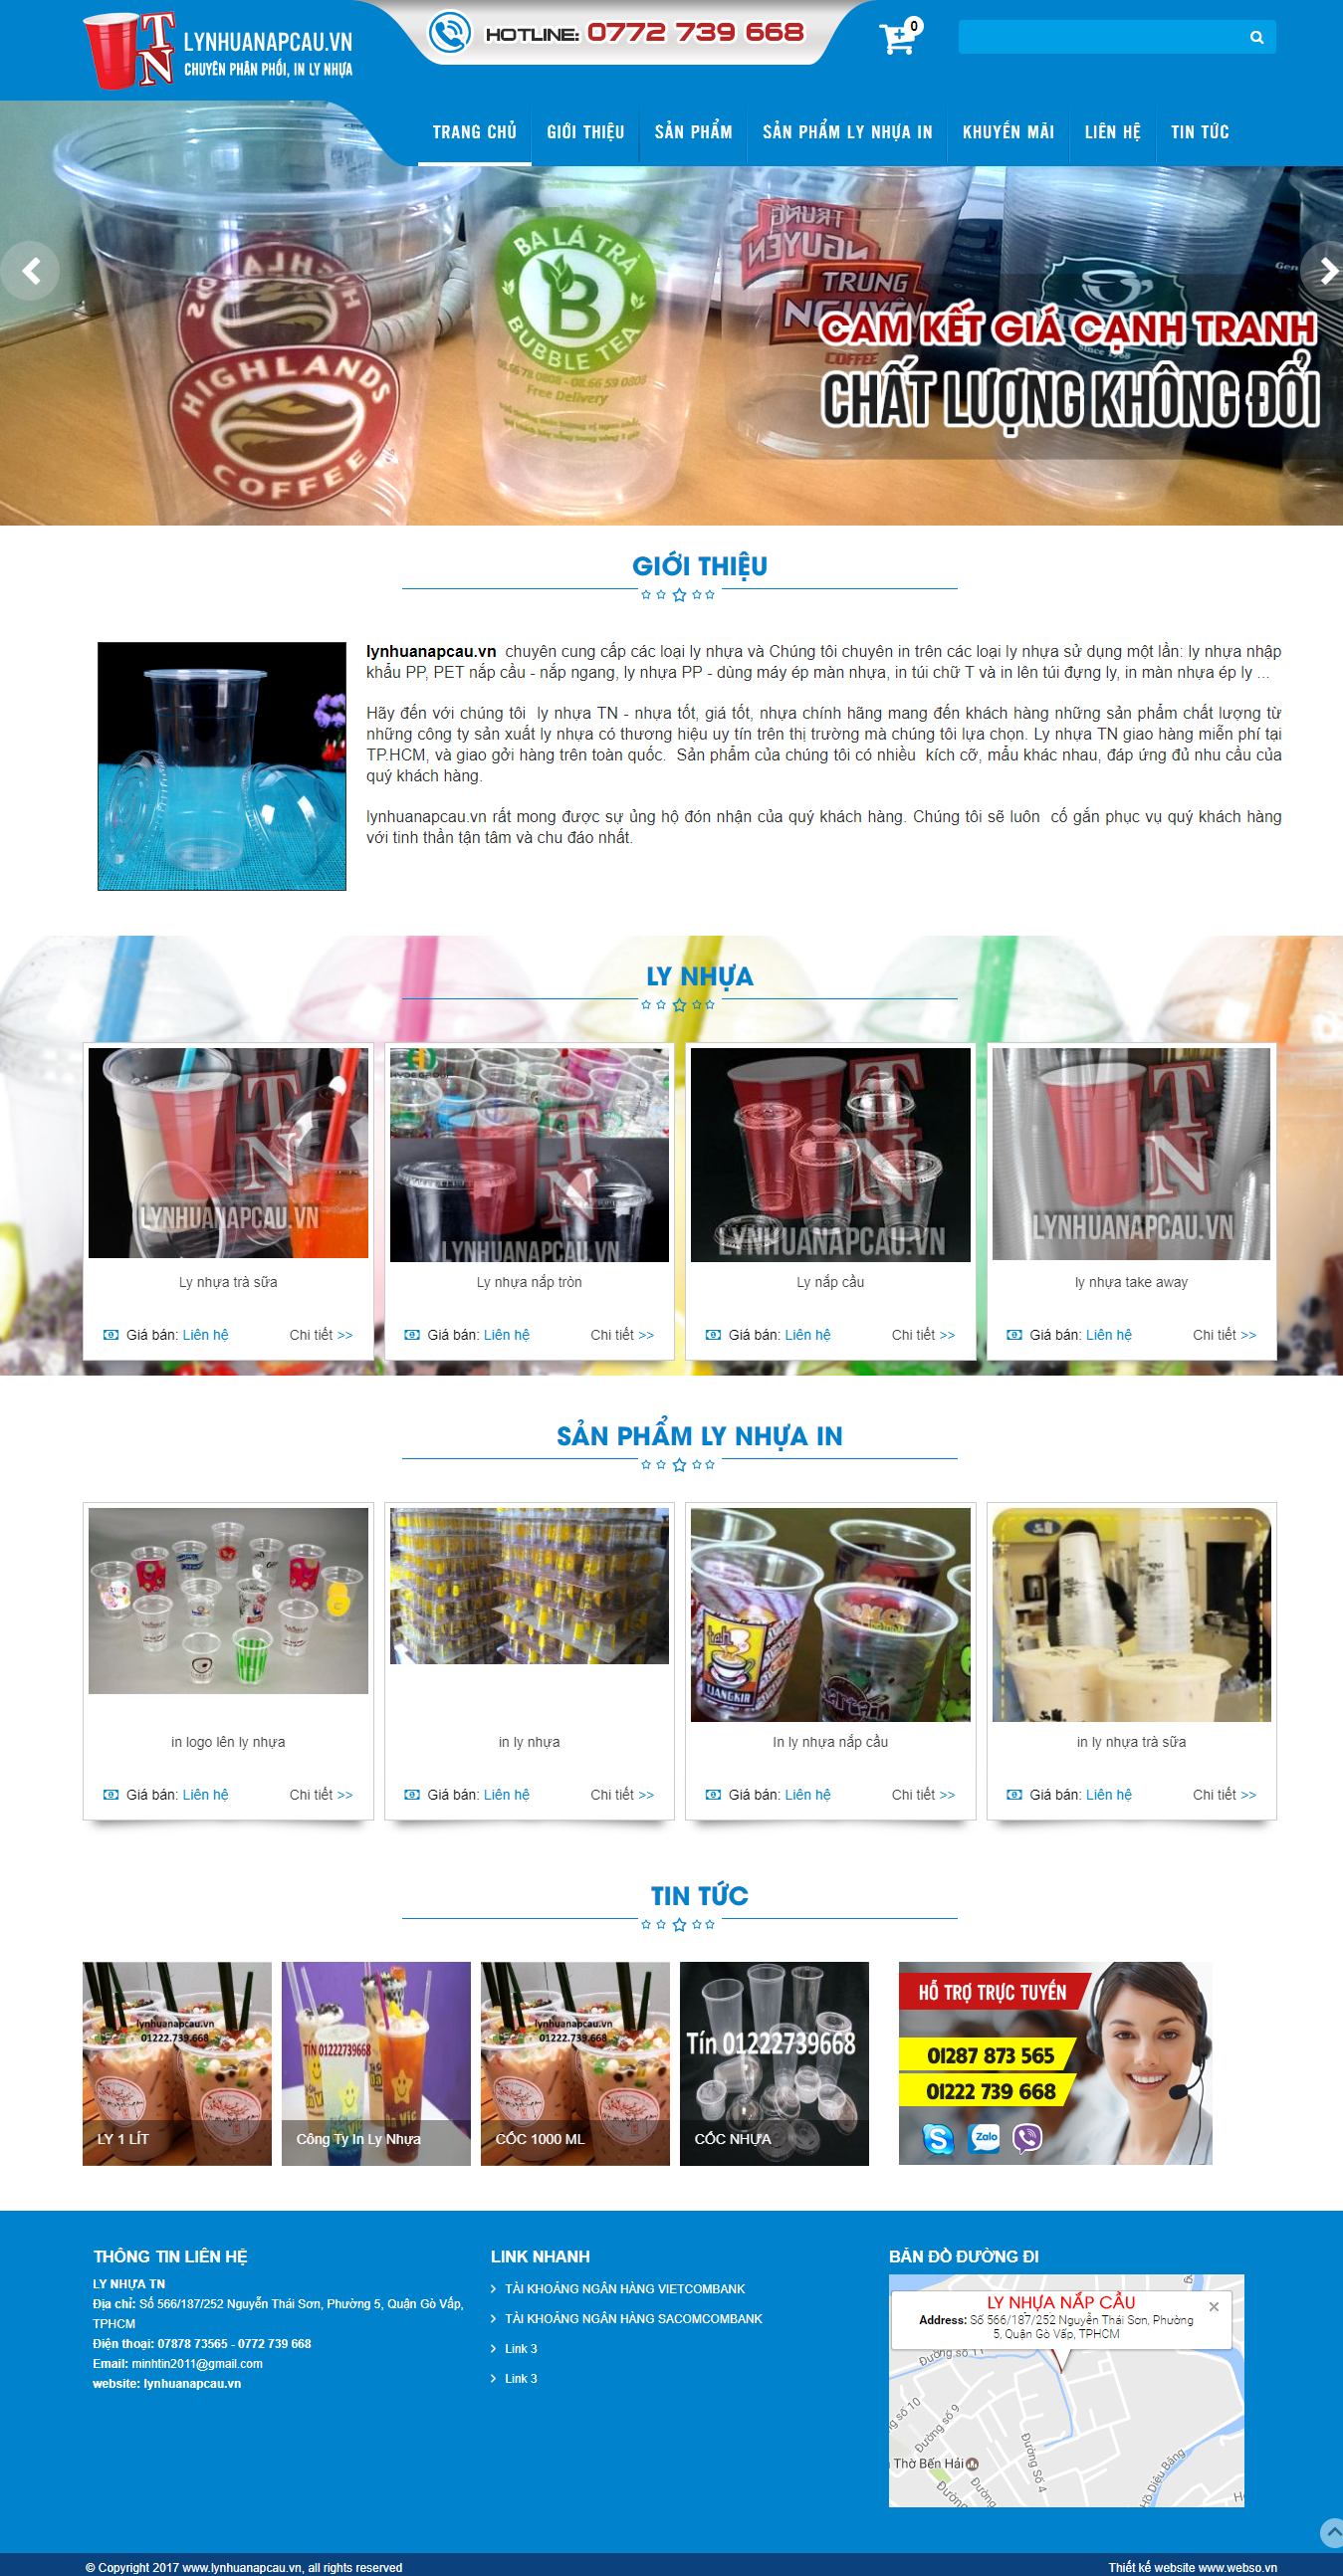 LYNHUANAPCAU.VN
CHUYÊN PHÂN PHỐI, IN LY NHỰA
HOTLINE: 0772 739 668
0
TRANG CHỦ
GIỚI THIỆU
SẢN PHẨM
SẢN PHẨM LY NHỰA IN
KHUYẾN MÃI
LIÊN HỆ
TIN TỨC
HIGHLANDS
COFFEE
BA LÁ TRÀ
B
BUBBLE TEA
08.66 78 0808 - 08.66 59 0808
Free Delivery
TRUNG
NGUYÊN
COFFEE
CAM KẾT GIÁ CẠNH TRANH
CHẤT LƯỢNG KHÔNG ĐỔI
GIỚI THIỆU
lynhuanapcau.vn chuyên cung cấp các loại ly nhựa và Chúng tôi chuyên in trên các loại ly nhựa sử dụng một lần: ly nhựa nhập
khẩu PP, PET nắp cầu - nắp ngang, ly nhựa PP - dùng máy ép màn nhựa, in túi chữ T và in lên túi đựng ly, in màn nhựa ép ly ...
Hãy đến với chúng tôi ly nhựa TN - nhựa tốt, giá tốt, nhựa chính hãng mang đến khách hàng những sản phẩm chất lượng từ
những công ty sản xuất ly nhựa có thương hiệu uy tín trên thị trường mà chúng tôi lựa chọn. Ly nhựa TN giao hàng miễn phí tại
TP.HCM, và giao gởi hàng trên toàn quốc. Sản phẩm của chúng tôi có nhiều kích cỡ, mẫu khác nhau, đáp ứng đủ nhu cầu của
quý khách hàng.
lynhuanapcau.vn rất mong được sự ủng hộ đón nhận của quý khách hàng. Chúng tôi sẽ luôn cố gắn phục vụ quý khách hàng
với tinh thần tận tâm và chu đáo nhất.
LY NHỰA
TN LYNHUANAPCAU.VN
TN LYNHUANAPCAU.VN
TN LYNHUANAPCAU.VN
TN LYNHUANAPCAU.VN
Ly nhựa trà sữa
Ly nhựa nắp tròn
Ly nắp cầu
ly nhựa take away
Giá bán: Liên hệ Chi tiết >>
Giá bán: Liên hệ Chi tiết >>
Giá bán: Liên hệ Chi tiết >>
Giá bán: Liên hệ Chi tiết >>
SẢN PHẨM LY NHỰA IN
in logo lên ly nhựa
in ly nhựa
In ly nhựa nắp cầu
in ly nhựa trà sữa
Giá bán: Liên hệ Chi tiết >>
Giá bán: Liên hệ Chi tiết >>
Giá bán: Liên hệ Chi tiết >>
Giá bán: Liên hệ Chi tiết >>
TIN TỨC
lynhuanapcau.vn
01222.739.668
LY 1 LÍT
TÍN 01222739668
Công Ty In Ly Nhựa
lynhuanapcau.vn
01222.739.668
CỐC 1000 ML
Tín 01222739668
CỐC NHỰA
HỖ TRỢ TRỰC TUYẾN
01287 873 565
01222 739 668
Zalo
THÔNG TIN LIÊN HỆ
LY NHỰA TN
Địa chỉ: Số 566/187/252 Nguyễn Thái Sơn, Phường 5, Quận Gò Vấp,
TPHCM
Điện thoại: 07878 73565 - 0772 739 668
Email: minhtin2011@gmail.com
website: lynhuanapcau.vn
LINK NHANH
TÀI KHOẢNG NGÂN HÀNG VIETCOMBANK
TÀI KHOẢNG NGÂN HÀNG SACOMCOMBANK
Link 3
Link 3
BẢN ĐỒ ĐƯỜNG ĐI
LY NHỰA NẮP CẦU
Address: Số 566/187/252 Nguyễn Thái Sơn, Phường
5, Quận Gò Vấp, TPHCM
Đường số 11
Đường số 9
Đường Số 4
Thờ Bến Hải
Hồ Diệu Bảng
© Copyright 2017 www.lynhuanapcau.vn, all rights reserved
Thiết kế website www.webso.vn